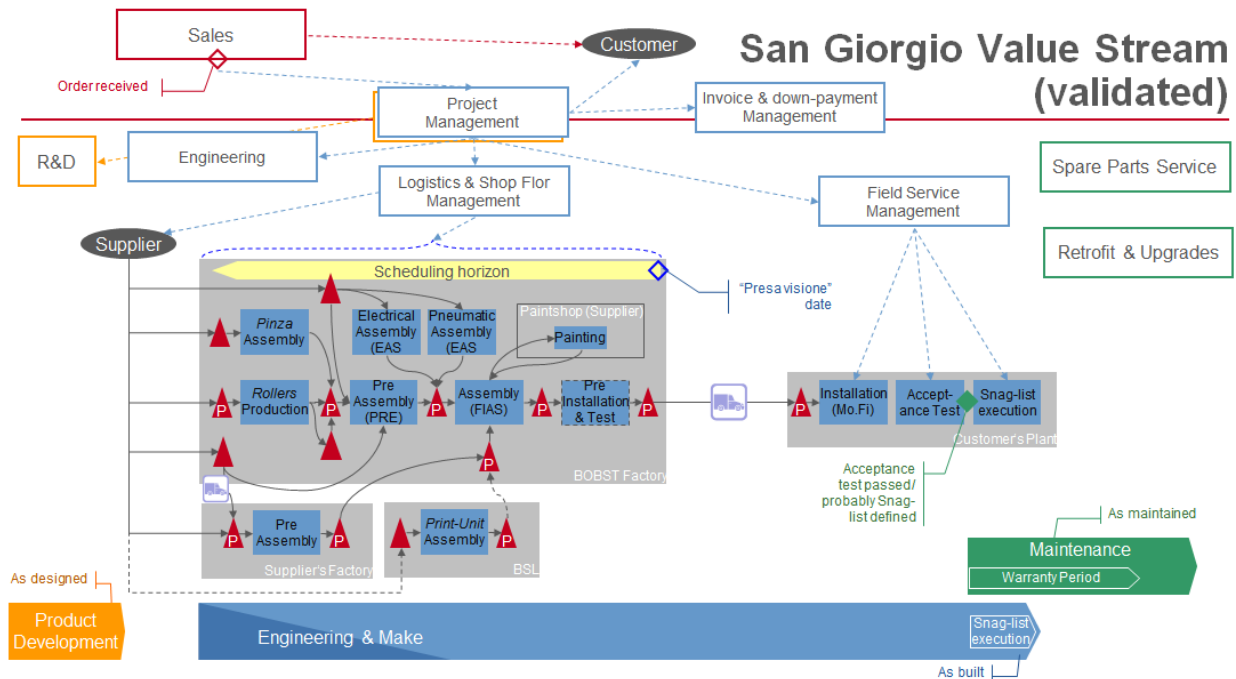 Sales
Customer
San Giorgio Value Stream
(validated)
Order received
Project
Management
Invoice & down-payment
Management
R&D
Engineering
Logistics & Shop Flor
Management
Field Service
Management
Spare Parts Service
Retrofit & Upgrades
Supplier
Scheduling horizon
"Presa visione"
date
Pinza
Assembly
Electrical
Assembly
(EAS
Pneumatic
Assembly
(EAS
Paintshop (Supplier)
Painting
P
Rollers
Production
P
Pre
Assembly
(PRE)
P
Assembly
(FIAS)
P
Pre
Installation
& Test
P
P
Installation
(Mo.Fi)
Accept-
ance Test
Snag-list
execution
Customer's Plant
P
BOBST Factory
Acceptance
test passed/
probably Snag-
list defined
P
Pre
Assembly
P
Supplier's Factory
Print-Unit
Assembly
P
BSL
As maintained
Maintenance
Warranty Period
As designed
Product
Development
Engineering & Make
Snag-list
execution
As built